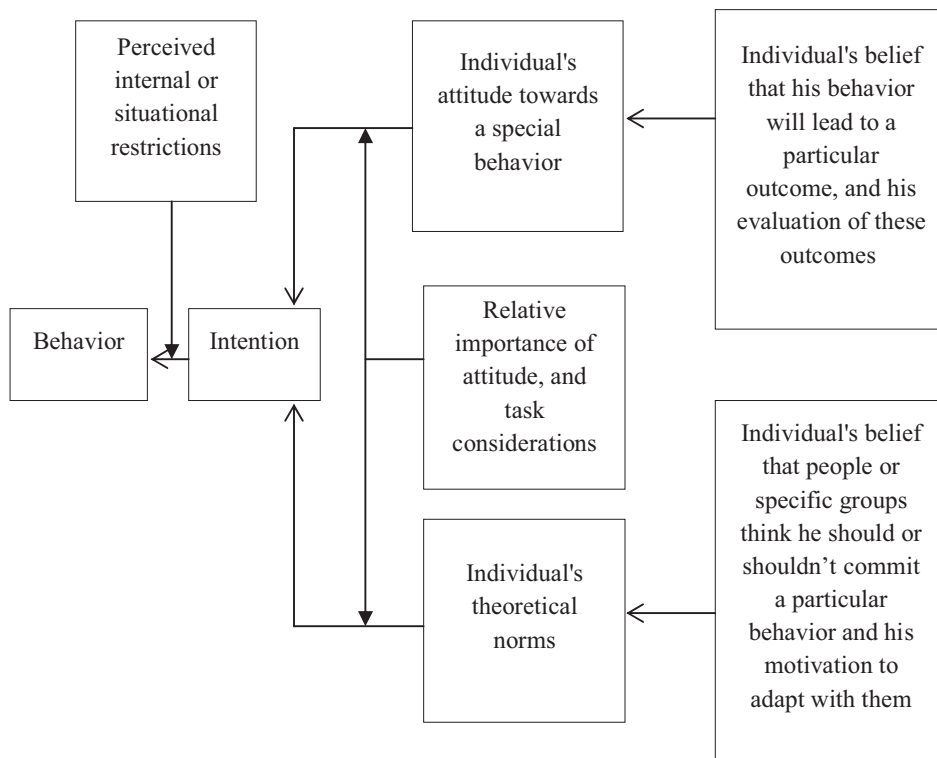 Perceived
internal or
situational
restrictions
Individual's
attitude towards
a special
behavior
Individual's belief
that his behavior
will lead to a
particular
outcome, and his
evaluation of these
outcomes
Behavior
Intention
Relative
importance of
attitude, and
task
considerations
Individual's
theoretical
norms
Individual's belief
that people or
specific groups
think he should or
shouldn’t commit
a particular
behavior and his
motivation to
adapt with them